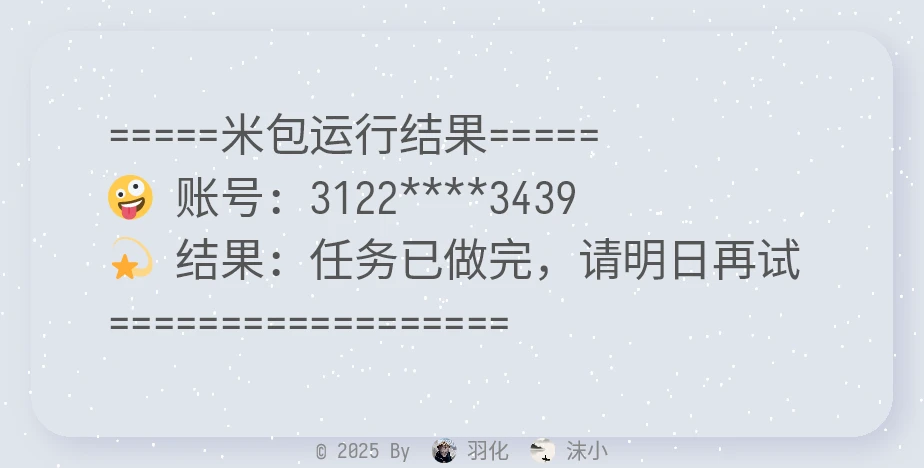 =====米包运行结果=====
🤪 账号：3122****3439
💫 结果：任务已做完，请明日再试
==================
© 2025 By 羽化 沫小